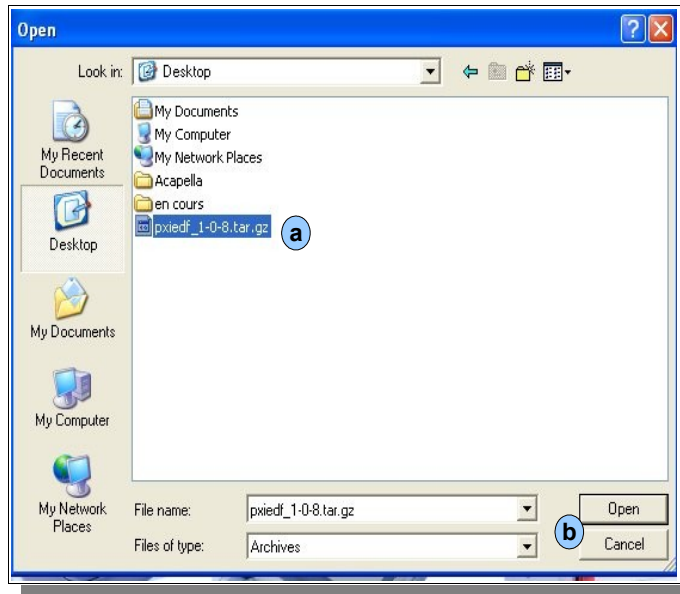 Open
Look in: Desktop
My Recent
Documents
Desktop
My Documents
My Computer
My Network
Places
My Documents
My Computer
My Network Places
Acapella
en cours
pxiedf_1-0-8.tar.gz
a
File name: pxiedf_1-0-8.tar.gz Open
b
Files of type: Archives Cancel